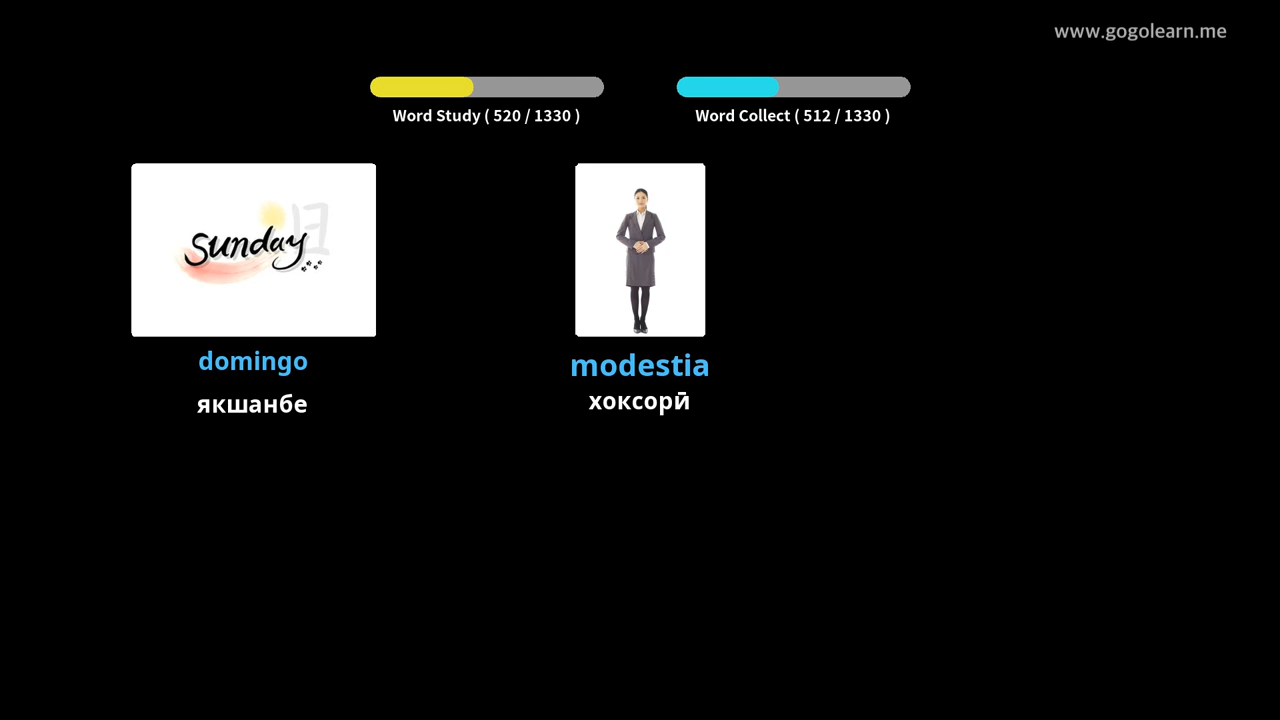 www.gogolearn.me
Word Study ( 520 / 1330 )
Word Collect ( 512 / 1330 )
Sunday
domingo
якшанбе
modestia
хоксорӣ